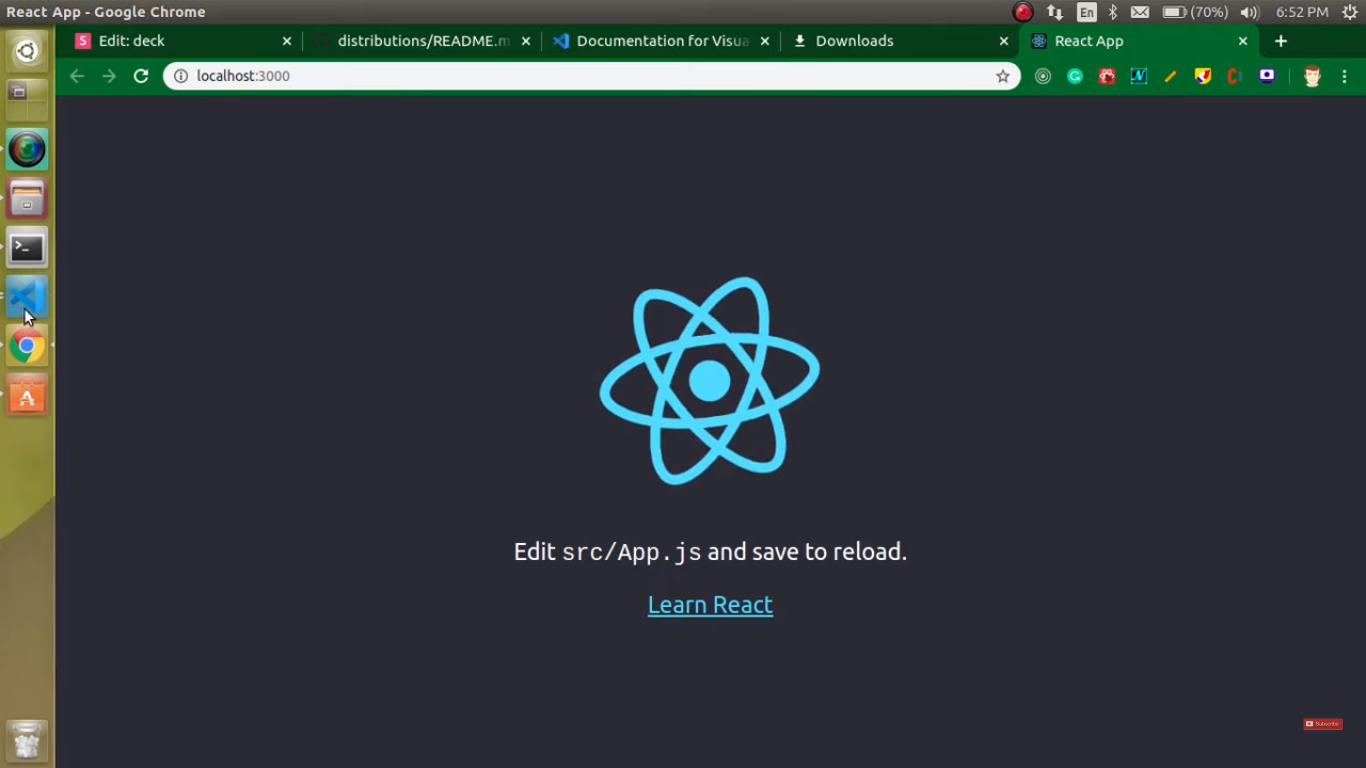 React App - Google Chrome
En
(70%)
6:52 PM
S Edit: deck
distributions/README.m
Documentation for Visua
Downloads
React App
localhost:3000
Edit src/App.js and save to reload.
Learn React
Subscribe